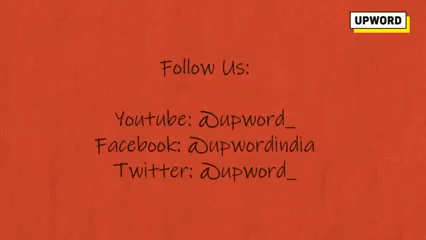 UPWORD
Follow Us:
Youtube: @upword_
Facebook: @upwordindia
Twitter: @upword_